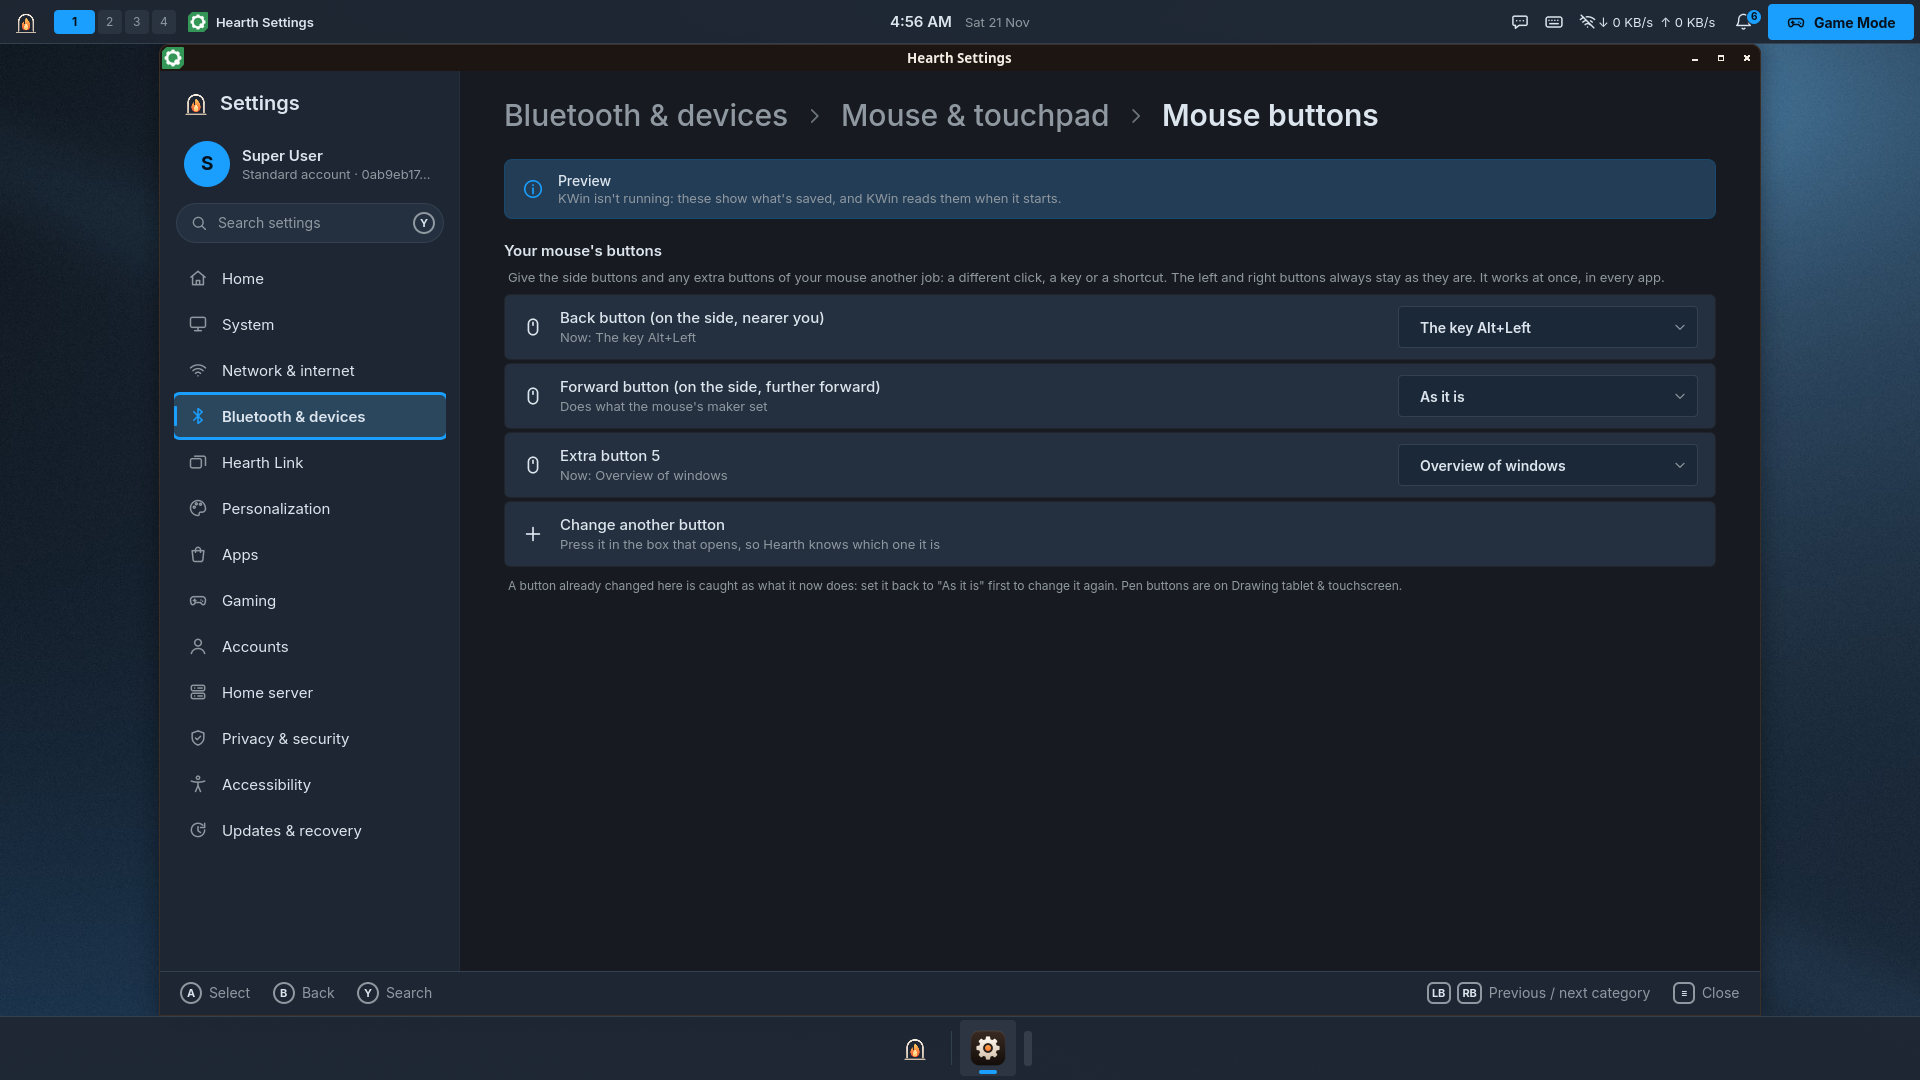 1 2 3 4 Hearth Settings 4:56 AM Sat 21 Nov ↓ 0 KB/s ↑ 0 KB/s 6 Game Mode
Hearth Settings
Settings
S Super User
Standard account · 0ab9eb17...
Search settings Y
Home
System
Network & internet
Bluetooth & devices
Hearth Link
Personalization
Apps
Gaming
Accounts
Home server
Privacy & security
Accessibility
Updates & recovery
Bluetooth & devices > Mouse & touchpad > Mouse buttons
Preview
KWin isn't running: these show what's saved, and KWin reads them when it starts.
Your mouse's buttons
Give the side buttons and any extra buttons of your mouse another job: a different click, a key or a shortcut. The left and right buttons always stay as they are. It works at once, in every app.
Back button (on the side, nearer you)
Now: The key Alt+Left
The key Alt+Left
Forward button (on the side, further forward)
Does what the mouse's maker set
As it is
Extra button 5
Now: Overview of windows
Overview of windows
Change another button
Press it in the box that opens, so Hearth knows which one it is
A button already changed here is caught as what it now does: set it back to "As it is" first to change it again. Pen buttons are on Drawing tablet & touchscreen.
A Select B Back Y Search LB RB Previous / next category ≡ Close